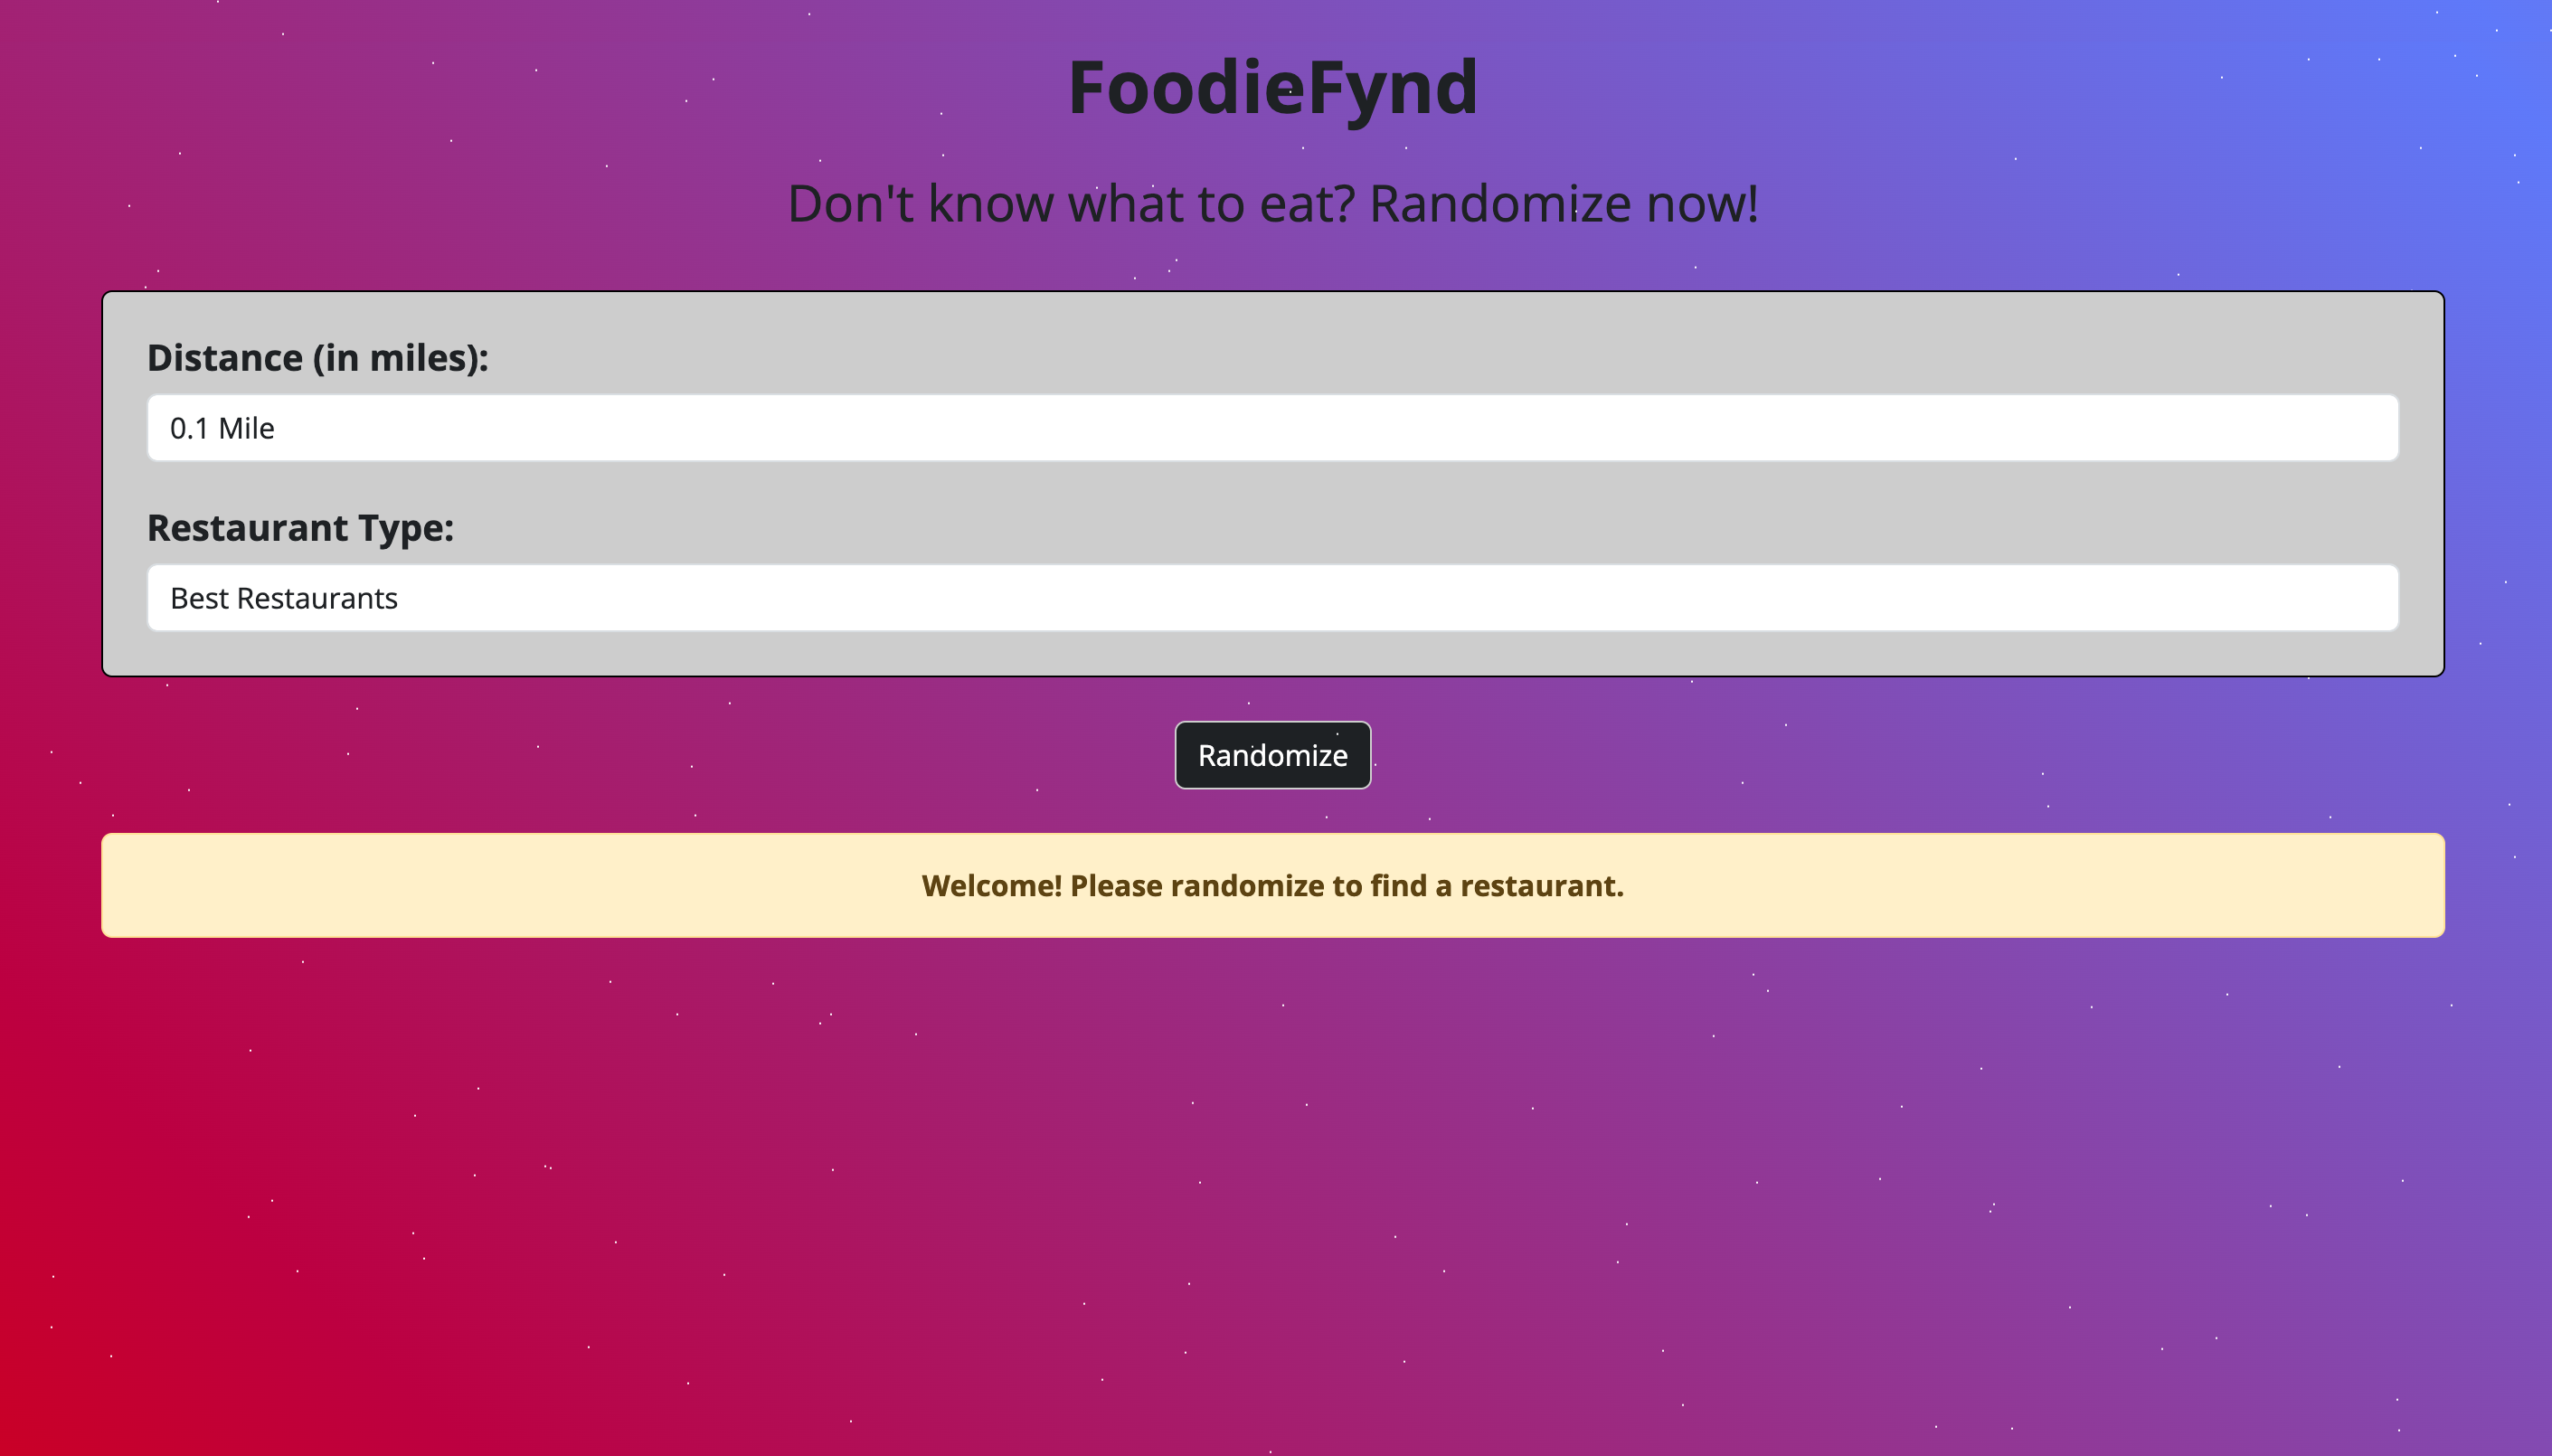 FoodieFynd
Don't know what to eat? Randomize now!
Distance (in miles):
0.1 Mile
Restaurant Type:
Best Restaurants
Randomize
Welcome! Please randomize to find a restaurant.